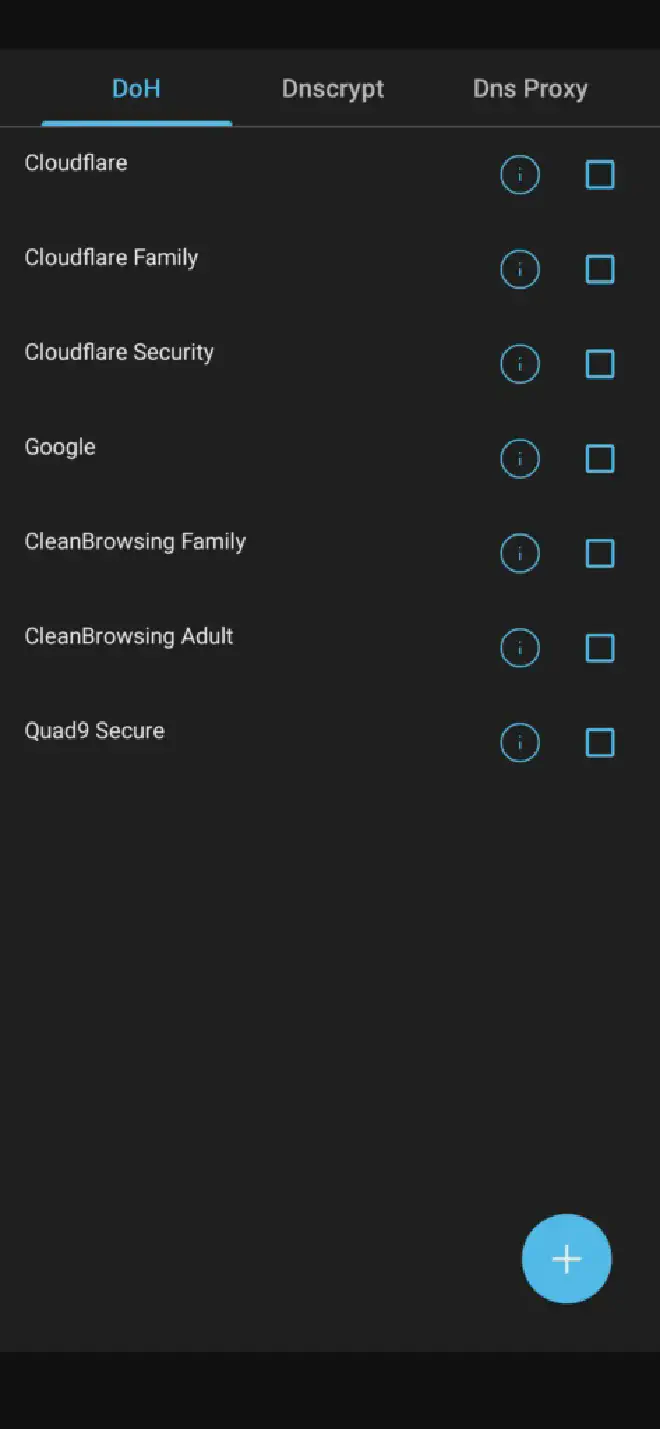 DoH Dnscrypt Dns Proxy
Cloudflare
Cloudflare Family
Cloudflare Security
Google
CleanBrowsing Family
CleanBrowsing Adult
Quad9 Secure